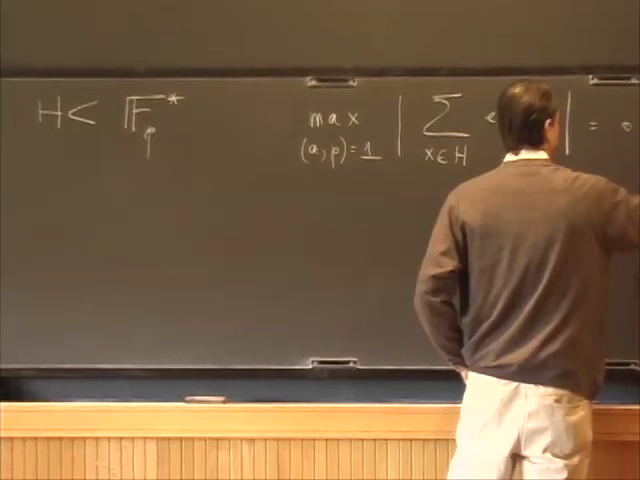 H < F_p^*
max | Σ e | = o
(a,p)=1 x∈H